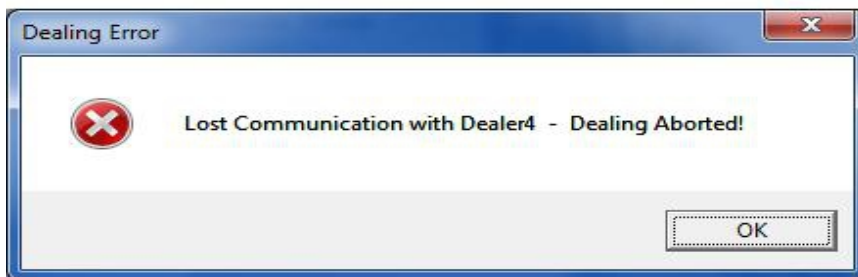 Dealing Error
Lost Communication with Dealer4 - Dealing Aborted!
OK